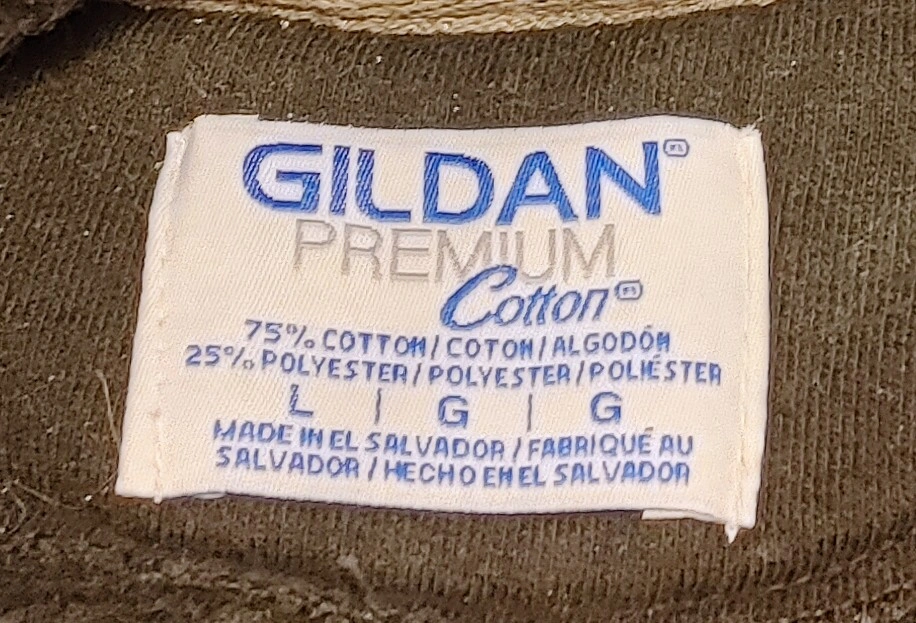 GILDAN®
PREMIUM
Cotton®
75% COTTON / COTON / ALGODÓN
25% POLYESTER / POLYESTER / POLIÉSTER
L | G | G
MADE IN EL SALVADOR / FABRIQUÉ AU
SALVADOR / HECHO EN EL SALVADOR